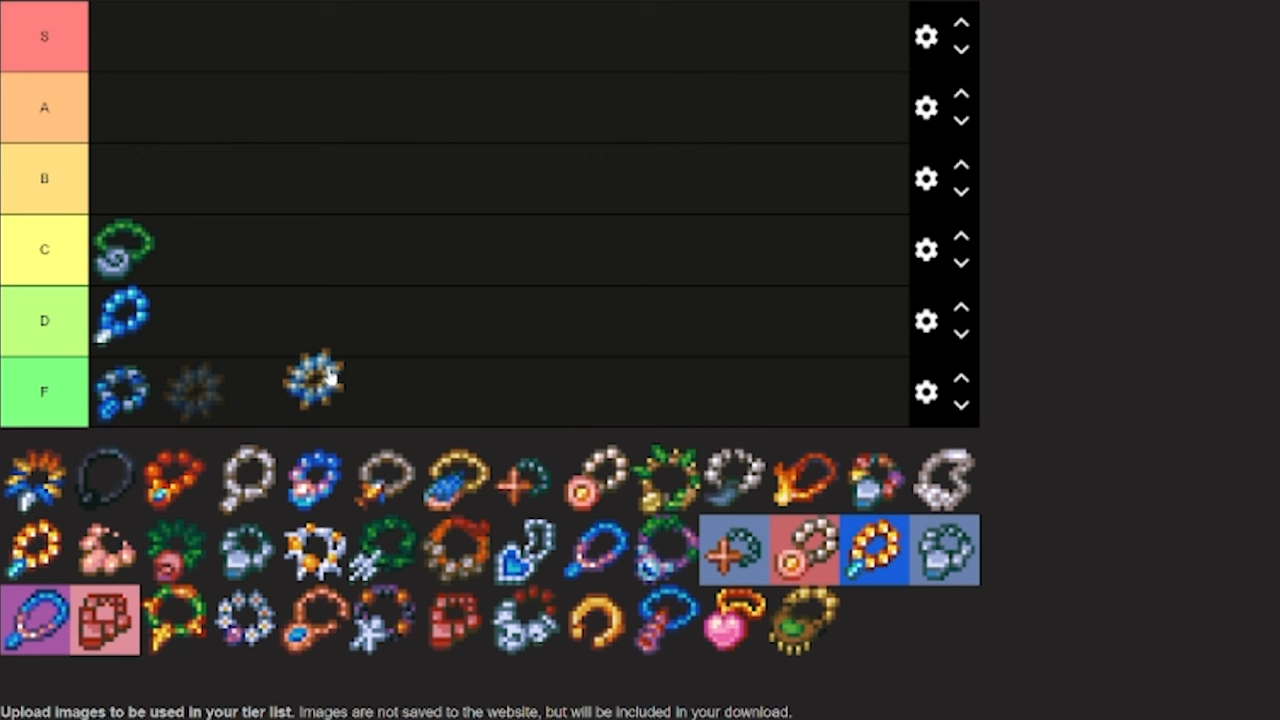 S
A
B
C
D
F
Upload images to be used in your tier list. Images are not saved to the website, but will be included in your download.